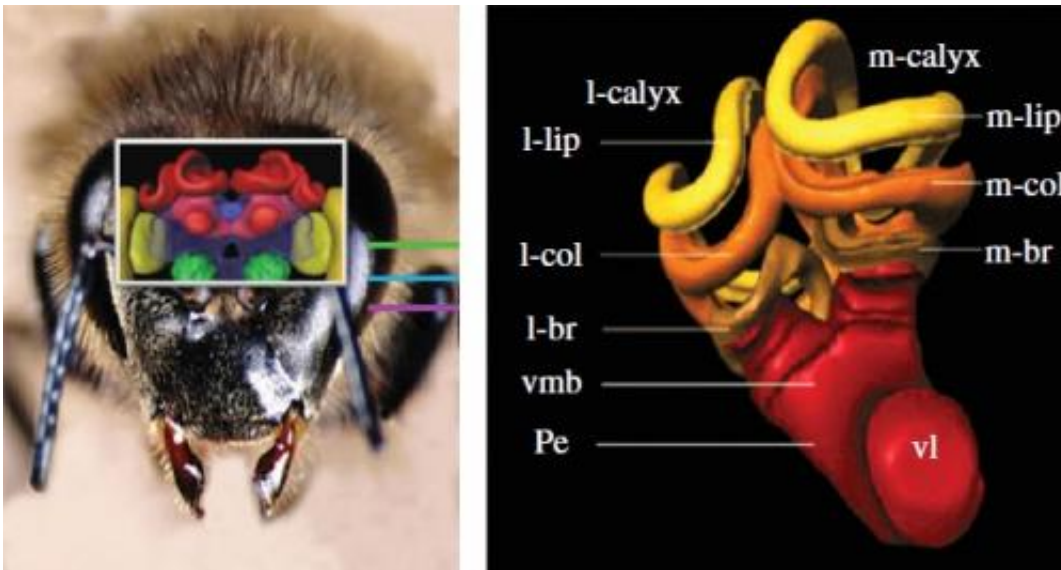 m-calyx
l-calyx
m-lip
l-lip
m-col
l-col
m-br
l-br
vmb
Pe
vl